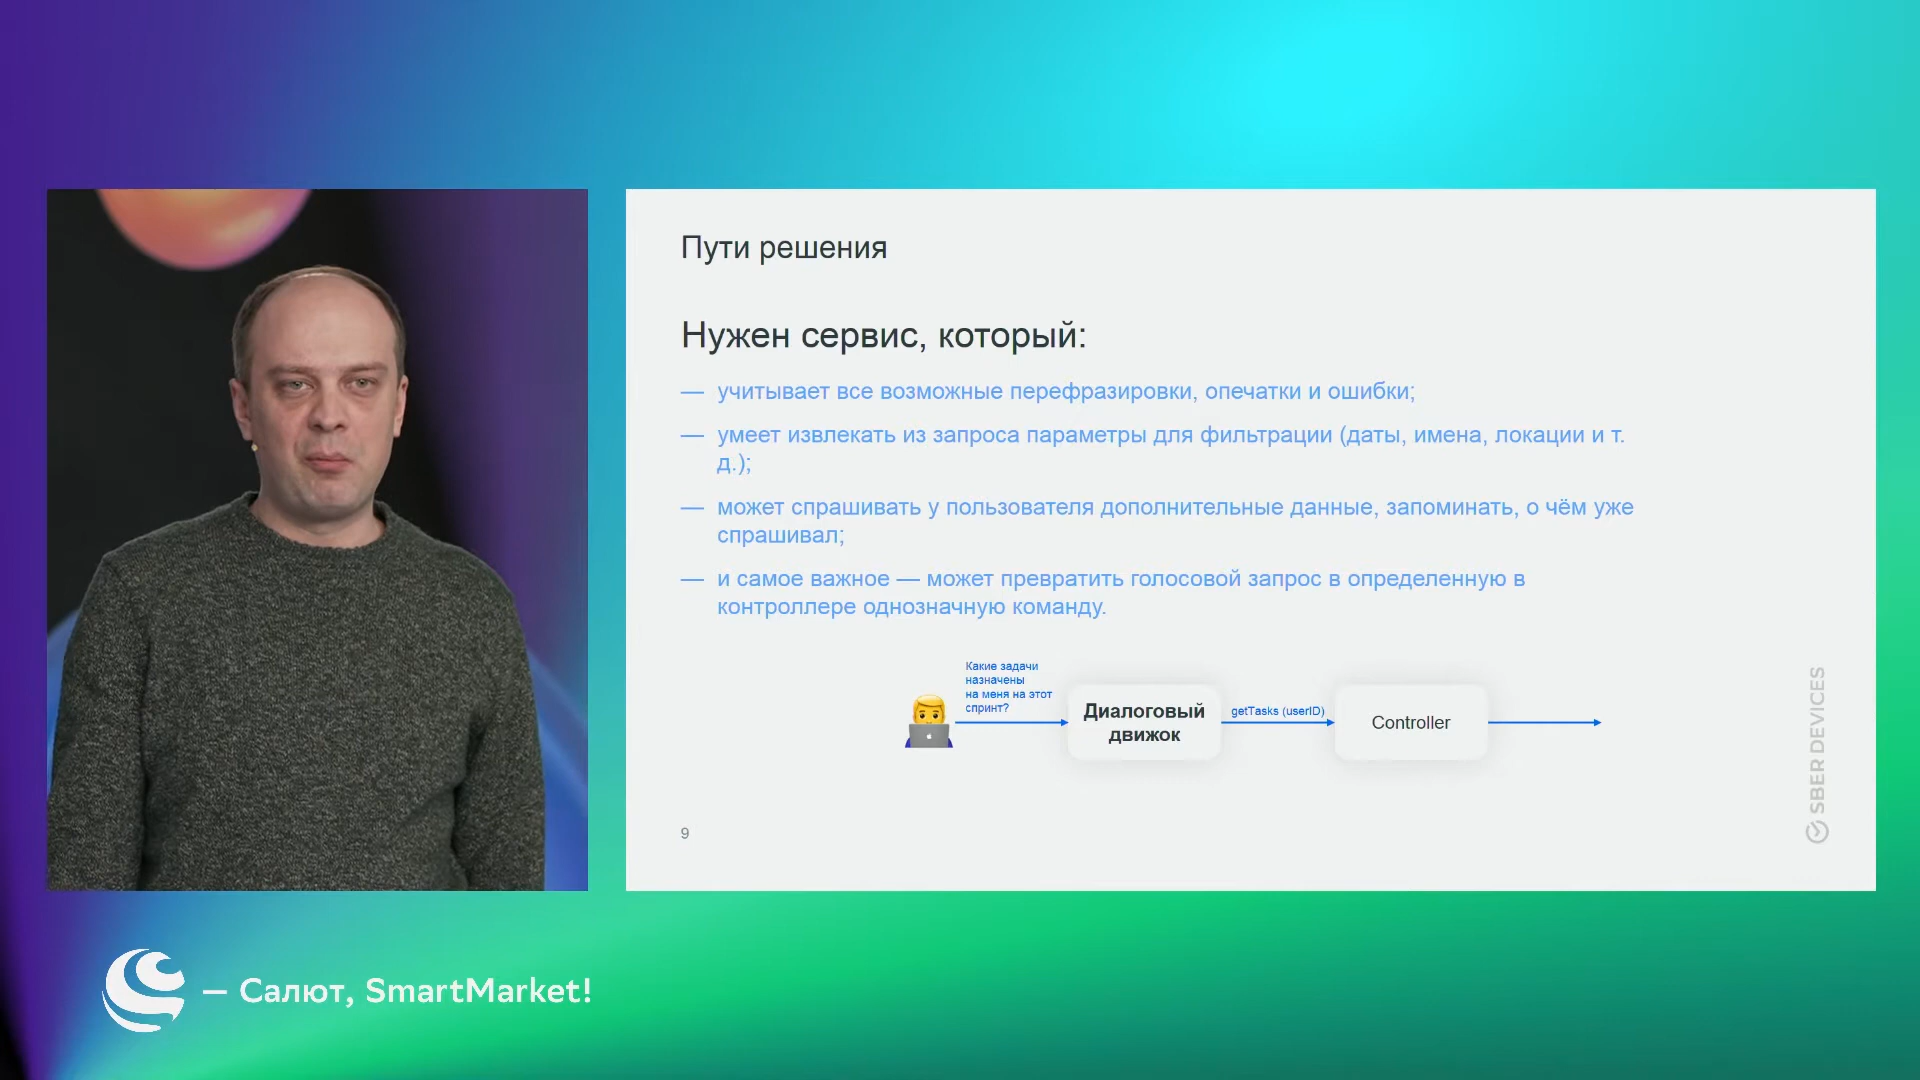 Пути решения
Нужен сервис, который:
— учитывает все возможные перефразировки, опечатки и ошибки;
— умеет извлекать из запроса параметры для фильтрации (даты, имена, локации и т.
д.);
— может спрашивать у пользователя дополнительные данные, запоминать, о чём уже
спрашивал;
— и самое важное — может превратить голосовой запрос в определенную в
контроллере однозначную команду.
Какие задачи
назначены
на меня на этот
спринт?
Диалоговый
движок
getTasks (userID)
Controller
9
SBER DEVICES
— Салют, SmartMarket!